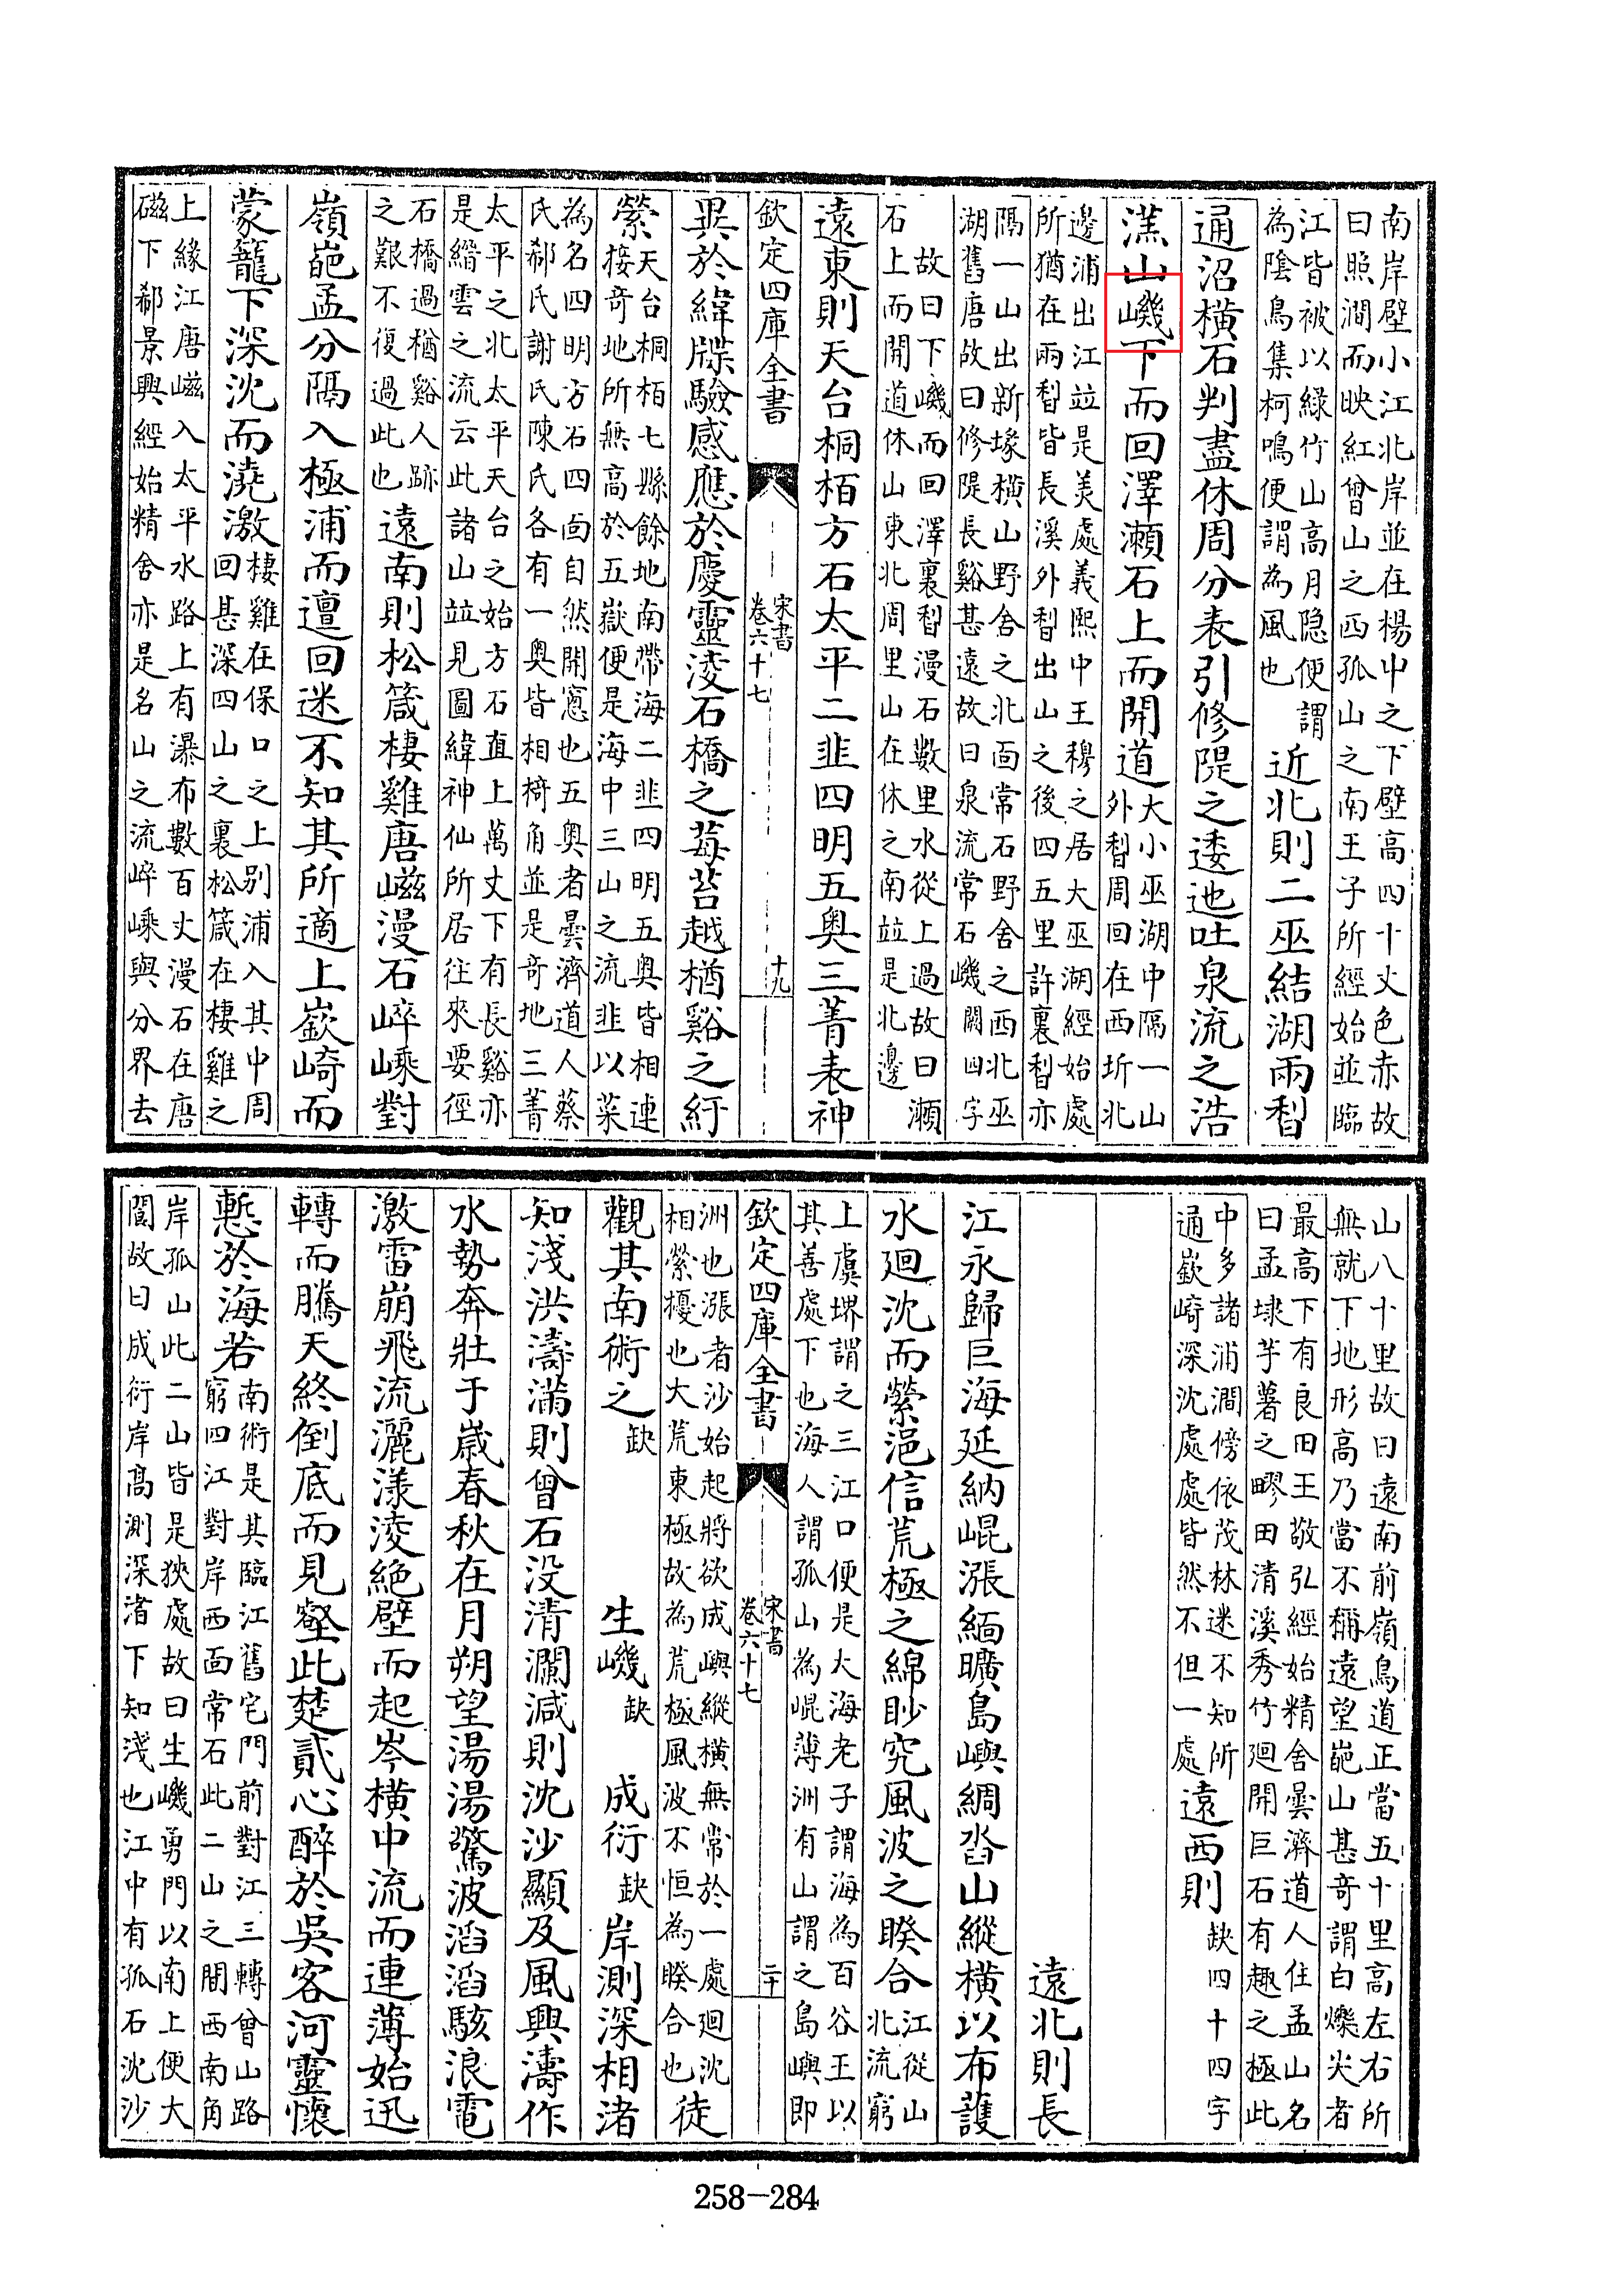 南岸壁小江北岸並在楊中之下壁高四十丈色赤故
曰照澗而映紅曾山之西孤山之南王子所經始並臨
江皆被以綠竹山高月隠便謂
為陰鳥集柯鳴便謂為風也
近北則二巫結湖兩
通沼橫石判盡休周分表引修隄之逶迆吐泉流之浩
瀁山嶬下而回澤瀨石上而開道
大小巫湖中隔一山
外周回在西圻北
邊浦出江竝是美處義熙中王穆之居大巫湖經始處
所猶在兩皆長溪外出山之後四五里許裏亦
隔一山出新塖橫山野舍之北面常石野舍之西北巫
湖舊唐故曰修隄長谿甚遠故曰泉流常石嶬闕四字
故曰下嶬而回澤裏漫石數里水從上過故曰瀨
石上而開道休山東北周里山在休之南竝是北邊
遠東則天台桐栢方石太平二韭四明五奧三菁表神
欽定四庫全書
宋書
卷六十七
十九
異於緯牒驗感應於慶靈淩石橋之莓苔越楢谿之紆
縈
天台桐栢七縣餘地南帶海二韭四明五奧皆相連
接竒地所無高於五嶽便是海中三山之流韭以菜
為名四明方石四面自然開窻也五奧者曇濟道人蔡
氏郗氏謝氏陳氏各有一奧皆相掎角並是竒地三菁
太平之北太平天台之始方石直上萬丈下有長谿亦
是縉雲之流云此諸山竝見圖緯神仙所居往來要徑
石橋過楢谿人跡
之艱不復過此也
遠南則松箴棲雞唐嵫漫石崪嵊對
嶺㟅孟分隔入極浦而邅回迷不知其所適上嶔崎而
蒙籠下深沈而澆激
棲雞在保口之上别浦入其中周
回甚深四山之裏松箴在棲雞之
上緣江唐嵫入太平水路上有瀑布數百丈漫石在唐
磁下郗景興經始精舍亦是名山之流崪嵊與分界去
山八十里故曰遠南前嶺鳥道正當五十里高左右所
無就下地形高乃當不稱遠望㟅山甚奇謂白爍尖者
最高下有良田王敬弘經始精舍曇濟道人住孟山名
曰孟埭芋薯之疁田清溪秀竹廻開巨石有趣之極此
中多諸浦澗傍依茂林迷不知所
通嶔崎深沈處處皆然不但一處
遠西則
缺四十四字
遠北則長
江永歸巨海延納崐漲緬曠島嶼綢沓山縱橫以布護
水廻沈而縈浥信荒極之綿眇究風波之睽合
江從山
北流窮
上虞堺謂之三江口便是大海老子謂海為百谷王以
其善處下也海人謂孤山為崐薄洲有山謂之島嶼即
欽定四庫全書
宋書
卷六十七
二十
洲也漲者沙始起將欲成嶼縱橫無常於一處廻沈
相縈擾也大荒東極故為荒極風波不恒為睽合也
徒
觀其南術之
缺
生嶬
缺
成衍
缺
岸測深相渚
知淺洪濤滿則曾石没清瀾減則沈沙顯及風興濤作
水勢奔壯于嵗春秋在月朔望湯湯驚波滔滔駭浪電
激雷崩飛流灑漾淩絶壁而起岑橫中流而連薄始迅
轉而騰天終倒底而見壑此楚貳心醉於吳客河靈懷
慙於海若
南術是其臨江舊宅門前對江三轉曾山路
窮四江對岸西面常石此二山之間西南角
岸孤山此二山皆是狹處故曰生嶬勇門以南上便大
闊故曰成衍岸高測深渚下知淺也江中有孤石沈沙
258-284